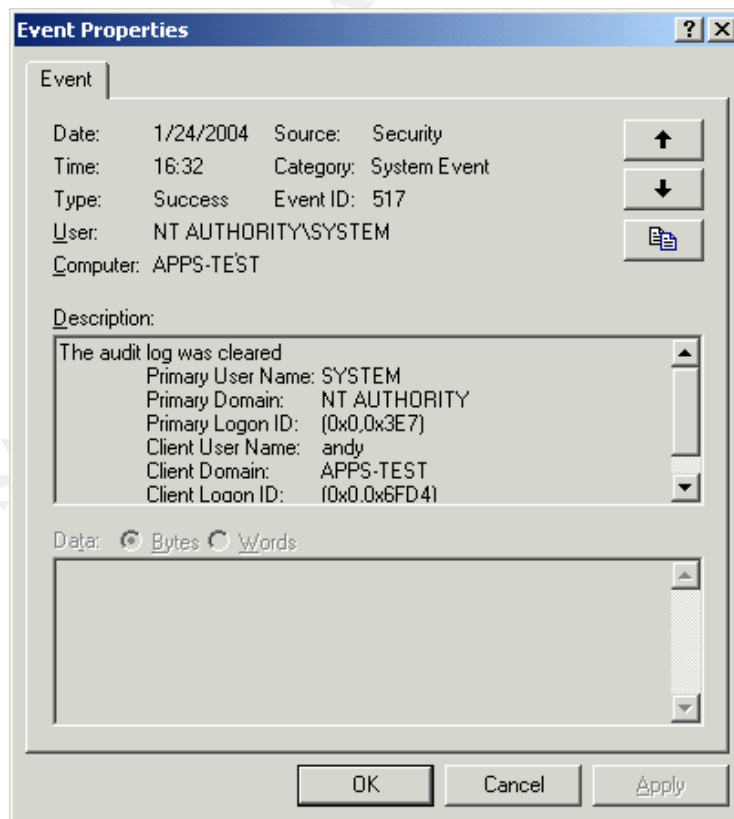 Event Properties
Event
Date: 1/24/2004 Source: Security
Time: 16:32 Category: System Event
Type: Success Event ID: 517
User: NT AUTHORITY\SYSTEM
Computer: APPS-TEST
Description:
The audit log was cleared
Primary User Name: SYSTEM
Primary Domain: NT AUTHORITY
Primary Logon ID: (0x0,0x3E7)
Client User Name: andy
Client Domain: APPS-TEST
Client Logon ID: (0x0,0x6FD4)
Data: Bytes Words
OK Cancel Apply